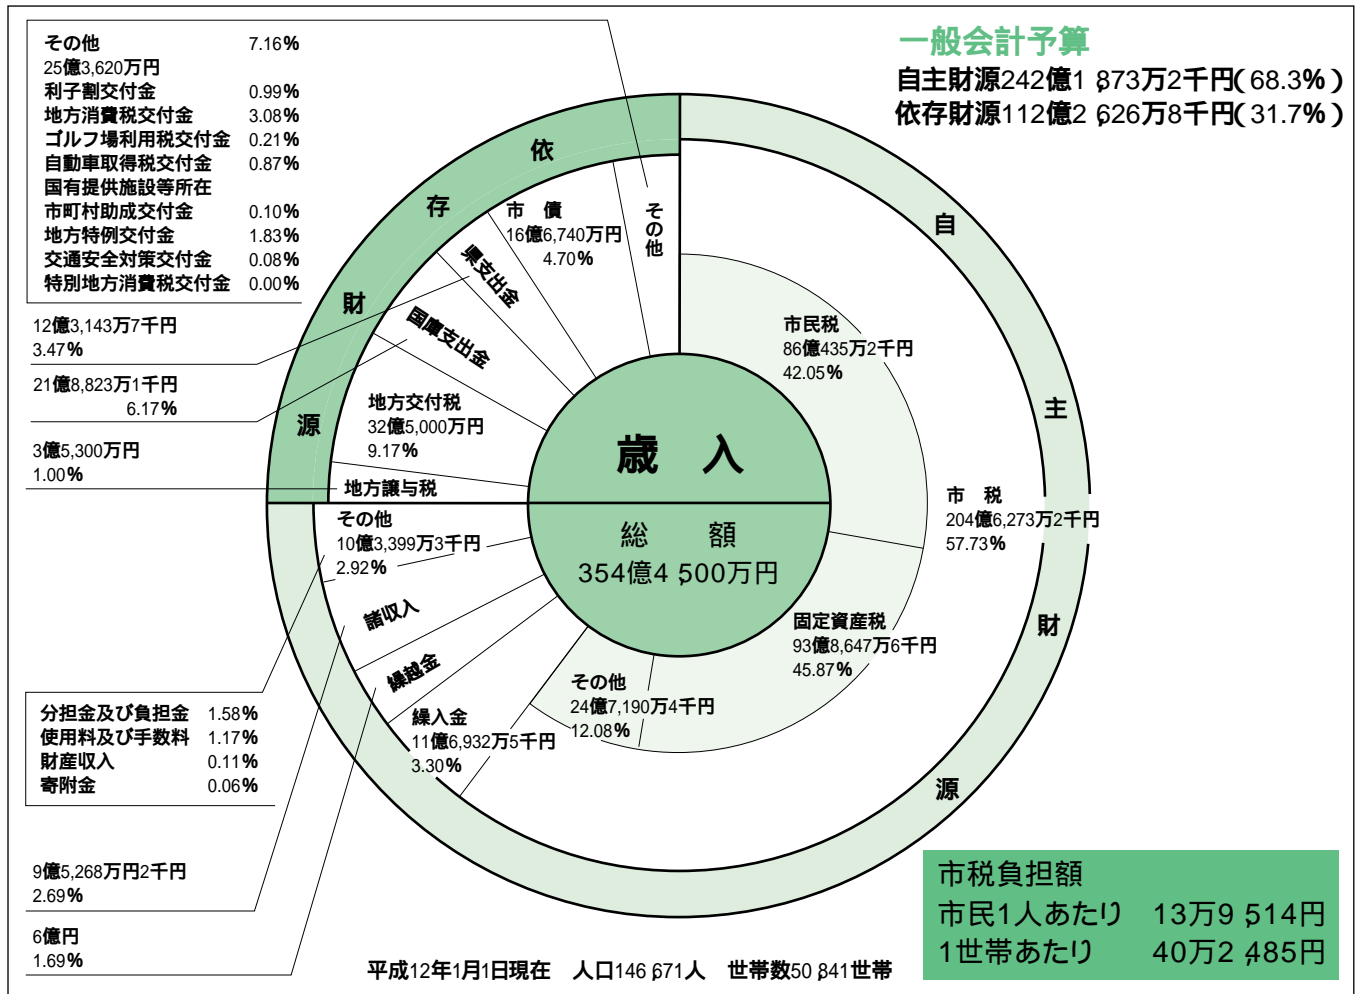 一般会計予算
自主財源242億1,873万2千円(68.3%)
依存財源112億2,626万8千円(31.7%)
その他 7.16%
25億3,620万円
利子割交付金 0.99%
地方消費税交付金 3.08%
ゴルフ場利用税交付金 0.21%
自動車取得税交付金 0.87%
国有提供施設等所在
市町村助成交付金 0.10%
地方特例交付金 1.83%
交通安全対策交付金 0.08%
特別地方消費税交付金 0.00%
12億3,143万7千円
3.47%
21億8,823万1千円
6.17%
3億5,300万円
1.00%
依
存
財
源
その他
市 債
16億6,740万円
4.70%
県支出金
国庫支出金
地方交付税
32億5,000万円
9.17%
地方譲与税
歳 入
総 額
354億4,500万円
自
主
財
源
市民税
86億435万2千円
42.05%
市 税
204億6,273万2千円
57.73%
固定資産税
93億8,647万6千円
45.87%
その他
24億7,190万4千円
12.08%
その他
10億3,399万3千円
2.92%
諸収入
繰越金
繰入金
11億6,932万5千円
3.30%
分担金及び負担金 1.58%
使用料及び手数料 1.17%
財産収入 0.11%
寄附金 0.06%
9億5,268万円2千円
2.69%
6億円
1.69%
平成12年1月1日現在 人口146,671人 世帯数50,841世帯
市税負担額
市民1人あたり 13万9,514円
1世帯あたり 40万2,485円